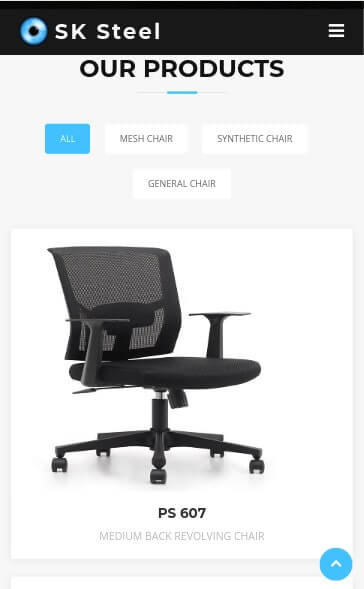 SK Steel
OUR PRODUCTS
ALL
MESH CHAIR
SYNTHETIC CHAIR
GENERAL CHAIR
PS 607
MEDIUM BACK REVOLVING CHAIR